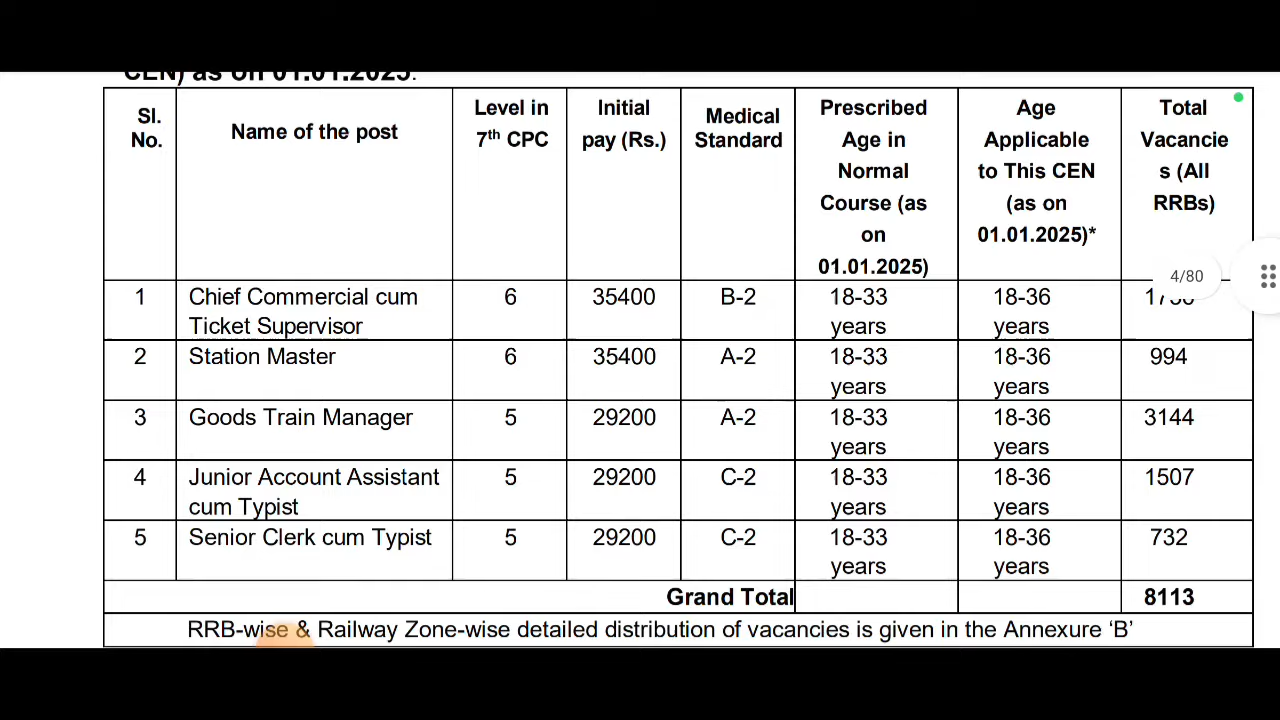 CEN) as on 01.01.2025.
Sl. No.
Name of the post
Level in 7th CPC
Initial pay (Rs.)
Medical Standard
Prescribed Age in Normal Course (as on 01.01.2025)
Age Applicable to This CEN (as on 01.01.2025)*
Total Vacancie s (All RRBs)
4/80
1 Chief Commercial cum Ticket Supervisor 6 35400 B-2 18-33 years 18-36 years
2 Station Master 6 35400 A-2 18-33 years 18-36 years 994
3 Goods Train Manager 5 29200 A-2 18-33 years 18-36 years 3144
4 Junior Account Assistant cum Typist 5 29200 C-2 18-33 years 18-36 years 1507
5 Senior Clerk cum Typist 5 29200 C-2 18-33 years 18-36 years 732
Grand Total 8113
RRB-wise & Railway Zone-wise detailed distribution of vacancies is given in the Annexure ‘B’